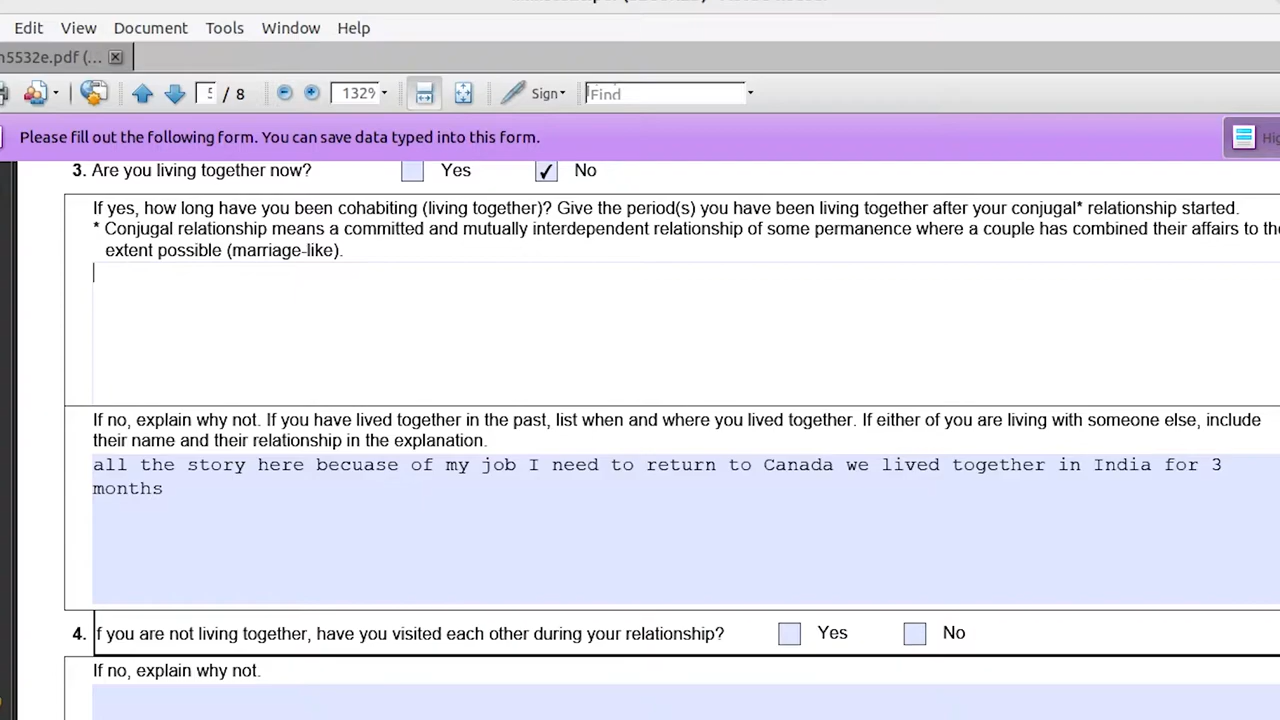 Edit View Document Tools Window Help
n5532e.pdf (...
5 / 8 132% Sign Find
Please fill out the following form. You can save data typed into this form.
3. Are you living together now? Yes No
If yes, how long have you been cohabiting (living together)? Give the period(s) you have been living together after your conjugal* relationship started.
* Conjugal relationship means a committed and mutually interdependent relationship of some permanence where a couple has combined their affairs to the
extent possible (marriage-like).
If no, explain why not. If you have lived together in the past, list when and where you lived together. If either of you are living with someone else, include
their name and their relationship in the explanation.
all the story here becuase of my job I need to return to Canada we lived together in India for 3
months
4. f you are not living together, have you visited each other during your relationship? Yes No
If no, explain why not.